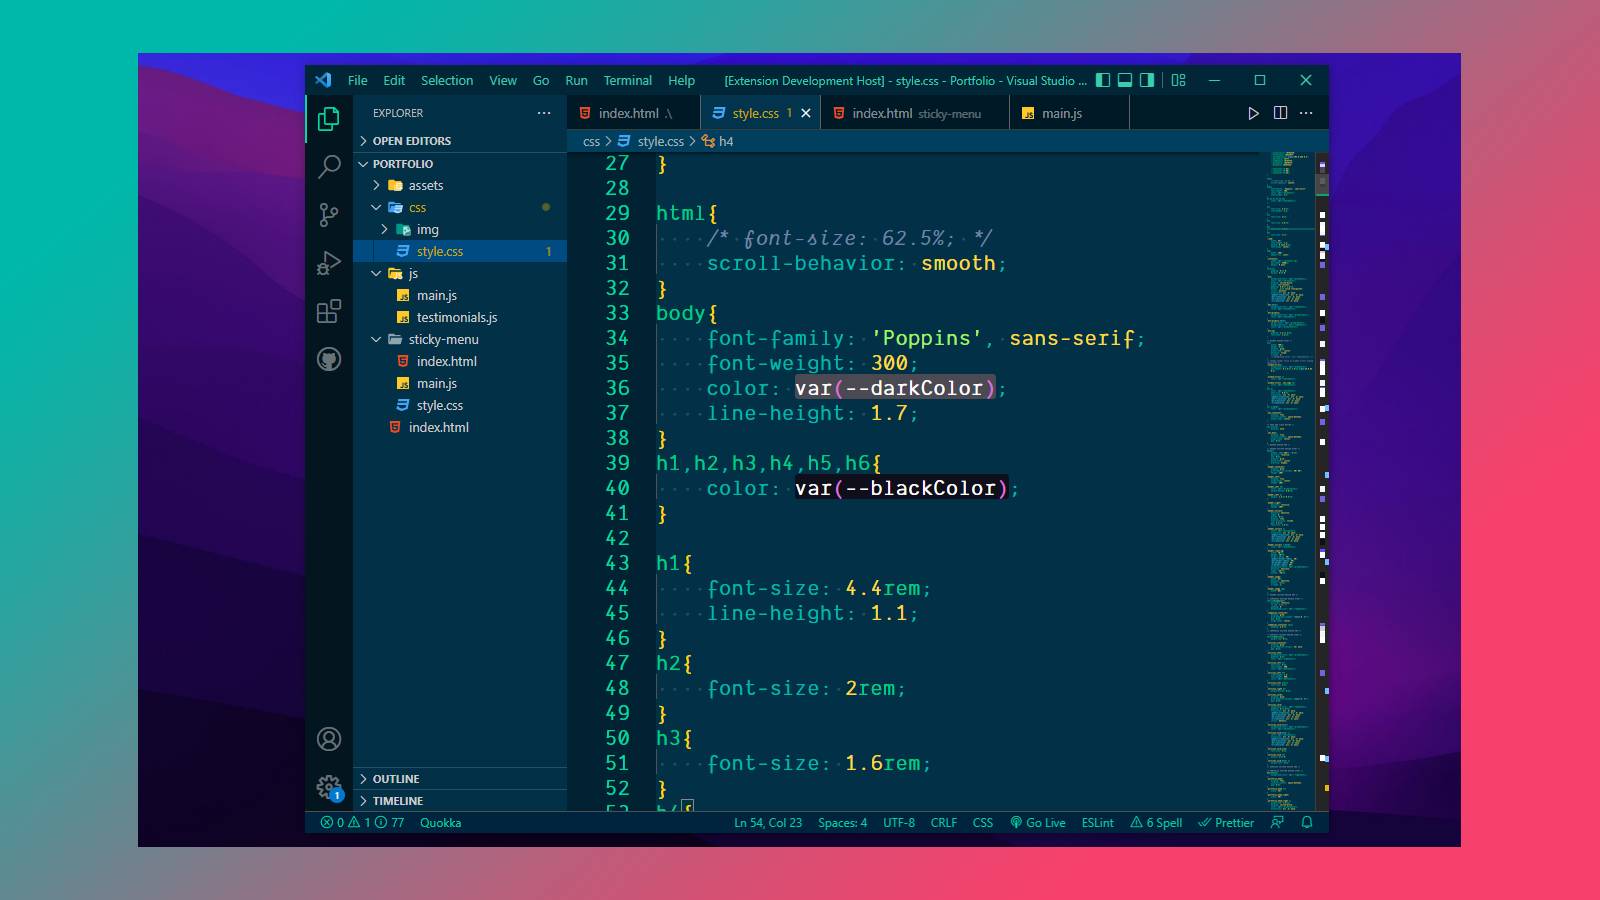 File Edit Selection View Go Run Terminal Help [Extension Development Host] - style.css - Portfolio - Visual Studio ...
EXPLORER ...
OPEN EDITORS
PORTFOLIO
assets
css
img
style.css 1
js
main.js
testimonials.js
sticky-menu
index.html
main.js
style.css
index.html
OUTLINE
TIMELINE
1
index.html .\ style.css 1 index.html sticky-menu main.js
css > style.css > h4
27 }
28
29 html{
30 /* font-size: 62.5%; */
31 scroll-behavior: smooth;
32 }
33 body{
34 font-family: 'Poppins', sans-serif;
35 font-weight: 300;
36 color: var(--darkColor);
37 line-height: 1.7;
38 }
39 h1,h2,h3,h4,h5,h6{
40 color: var(--blackColor);
41 }
42
43 h1{
44 font-size: 4.4rem;
45 line-height: 1.1;
46 }
47 h2{
48 font-size: 2rem;
49 }
50 h3{
51 font-size: 1.6rem;
52 }
53 h4{
0 1 77 Quokka Ln 54, Col 23 Spaces: 4 UTF-8 CRLF CSS Go Live ESLint 6 Spell Prettier